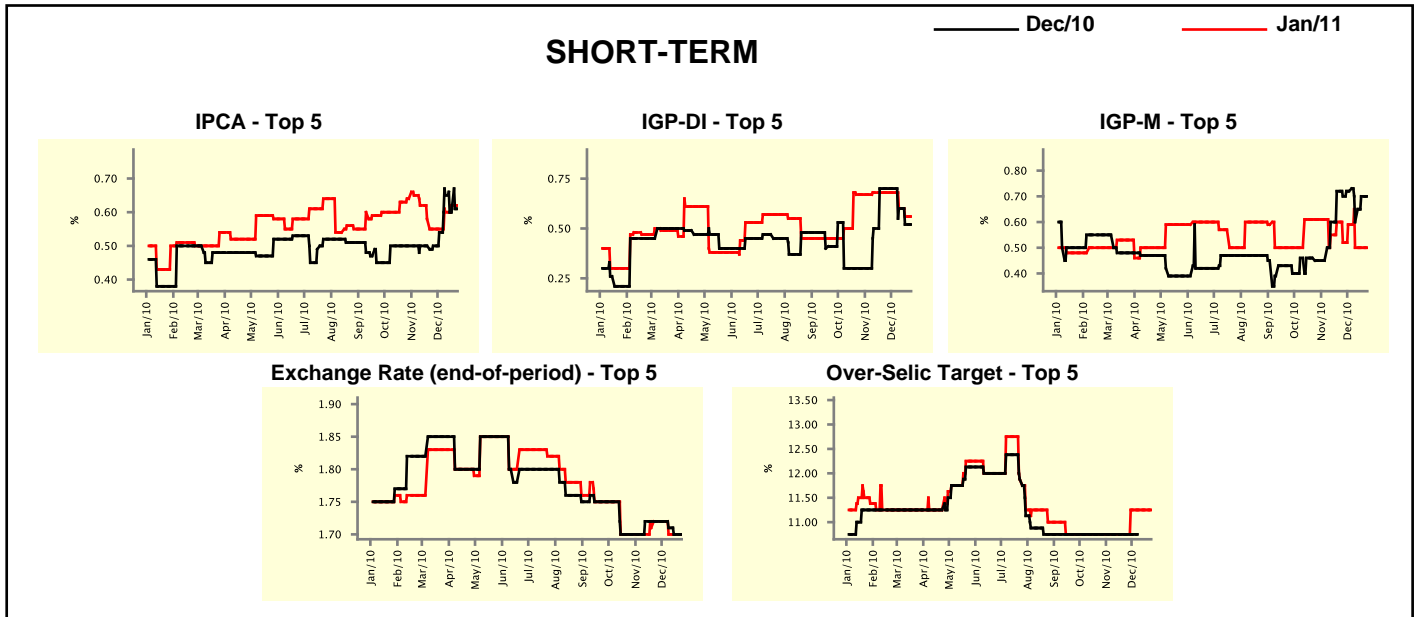 Dec/10
Jan/11
SHORT-TERM
IPCA - Top 5
%
0.70
0.60
0.50
0.40
Jan/10
Feb/10
Mar/10
Apr/10
May/10
Jun/10
Jul/10
Aug/10
Sep/10
Oct/10
Nov/10
Dec/10
IGP-DI - Top 5
%
0.75
0.50
0.25
Jan/10
Feb/10
Mar/10
Apr/10
May/10
Jun/10
Jul/10
Aug/10
Sep/10
Oct/10
Nov/10
Dec/10
IGP-M - Top 5
%
0.80
0.70
0.60
0.50
0.40
Jan/10
Feb/10
Mar/10
Apr/10
May/10
Jun/10
Jul/10
Aug/10
Sep/10
Oct/10
Nov/10
Dec/10
Exchange Rate (end-of-period) - Top 5
%
1.90
1.85
1.80
1.75
1.70
Jan/10
Feb/10
Mar/10
Apr/10
May/10
Jun/10
Jul/10
Aug/10
Sep/10
Oct/10
Nov/10
Dec/10
Over-Selic Target - Top 5
%
13.50
13.00
12.50
12.00
11.50
11.00
Jan/10
Feb/10
Mar/10
Apr/10
May/10
Jun/10
Jul/10
Aug/10
Sep/10
Oct/10
Nov/10
Dec/10